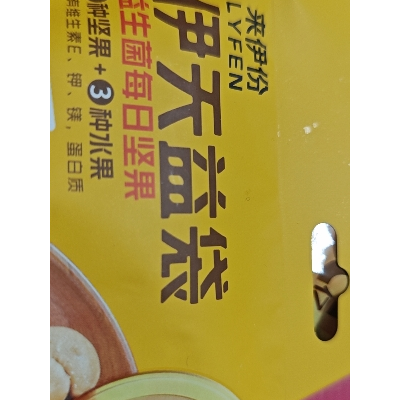 来伊份
LYFEN
伊天益袋
益生菌每日坚果
种坚果+3种水果
有维生素E、钾、镁,蛋白质